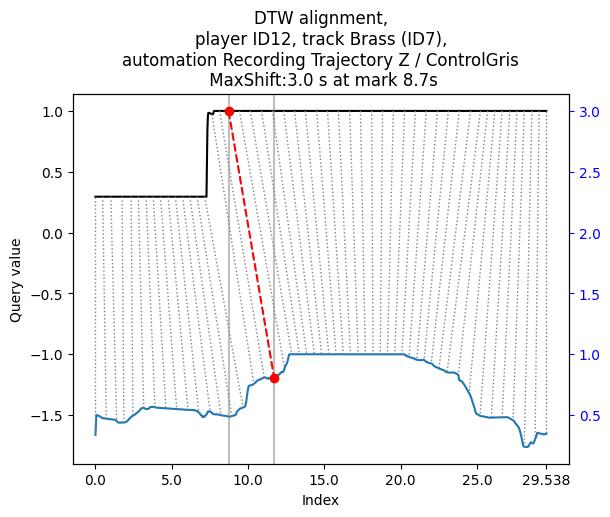 DTW alignment,
player ID12, track Brass (ID7),
automation Recording Trajectory Z / ControlGris
MaxShift:3.0 s at mark 8.7s
1.0
0.5
0.0
−0.5
−1.0
−1.5
Query value
3.0
2.5
2.0
1.5
1.0
0.5
0.0 5.0 10.0 15.0 20.0 25.0 29.538
Index